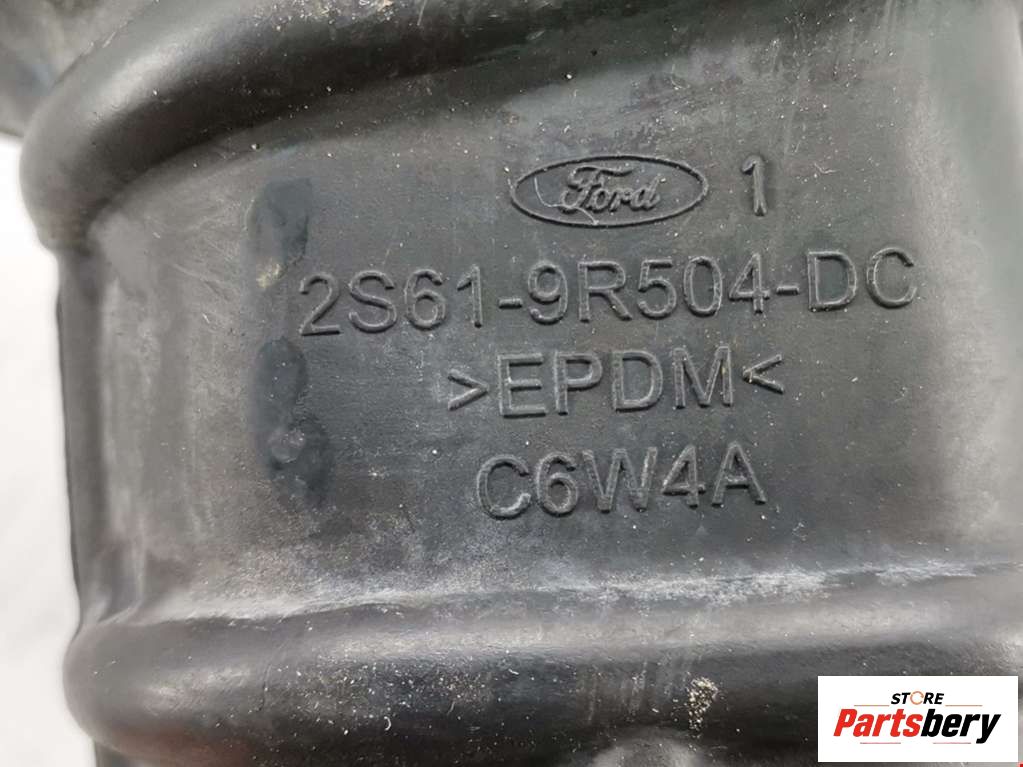 Ford 1
2S61-9R504-DC
>EPDM<
C6W4A
STORE
Partsbery